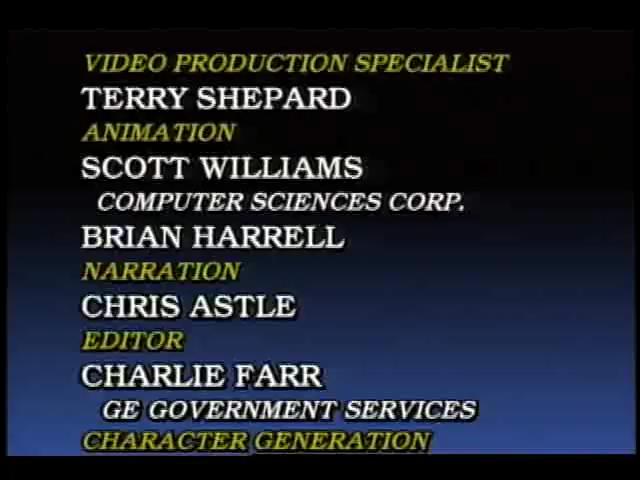 VIDEO PRODUCTION SPECIALIST
TERRY SHEPARD
ANIMATION
SCOTT WILLIAMS
COMPUTER SCIENCES CORP.
BRIAN HARRELL
NARRATION
CHRIS ASTLE
EDITOR
CHARLIE FARR
GE GOVERNMENT SERVICES
CHARACTER GENERATION